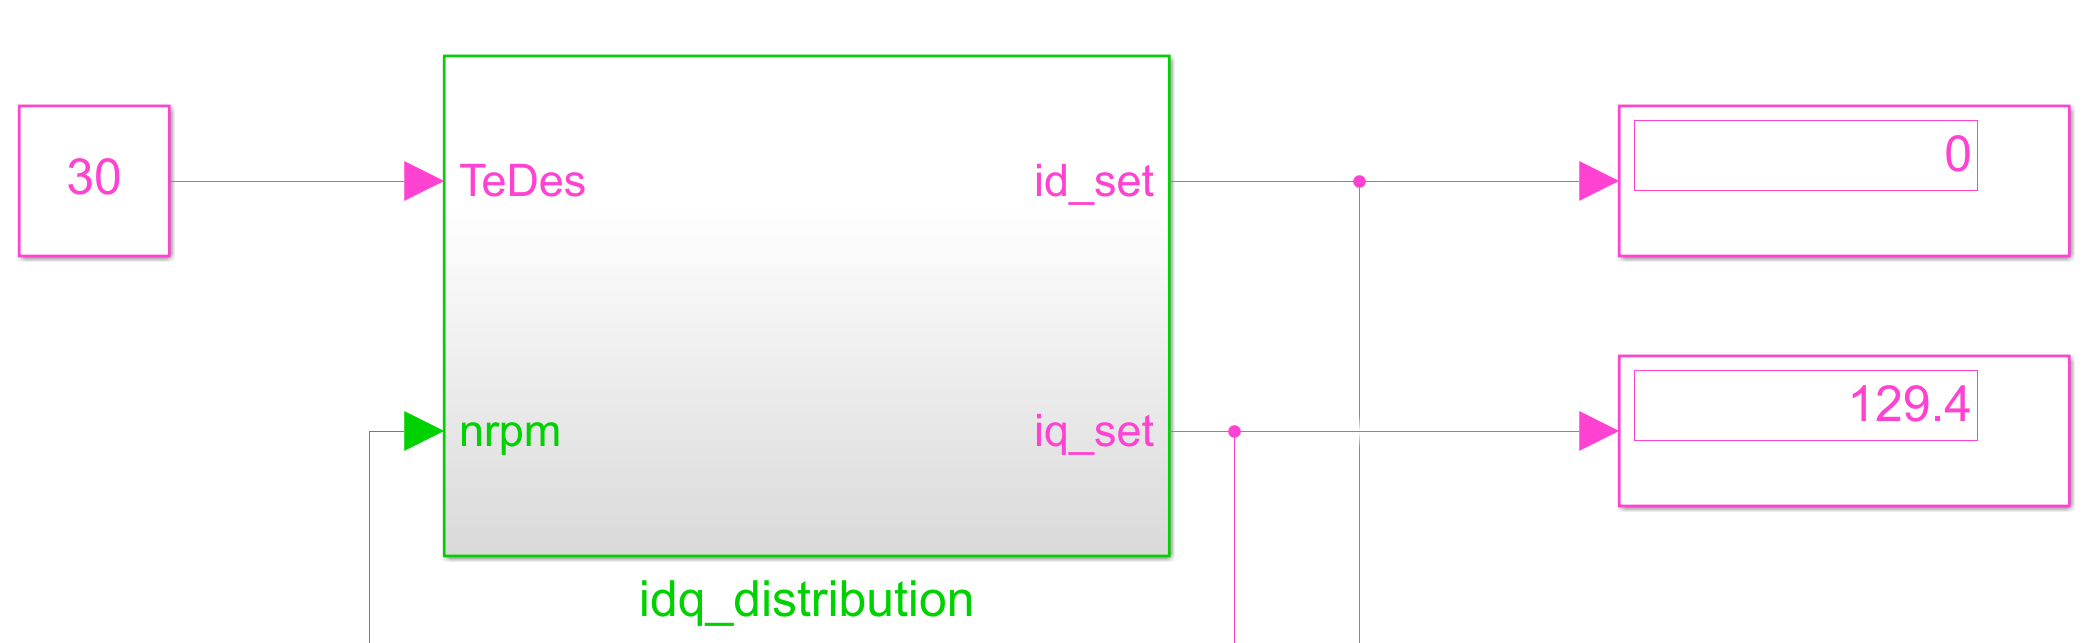 30
TeDes
id_set
0
nrpm
iq_set
129.4
idq_distribution